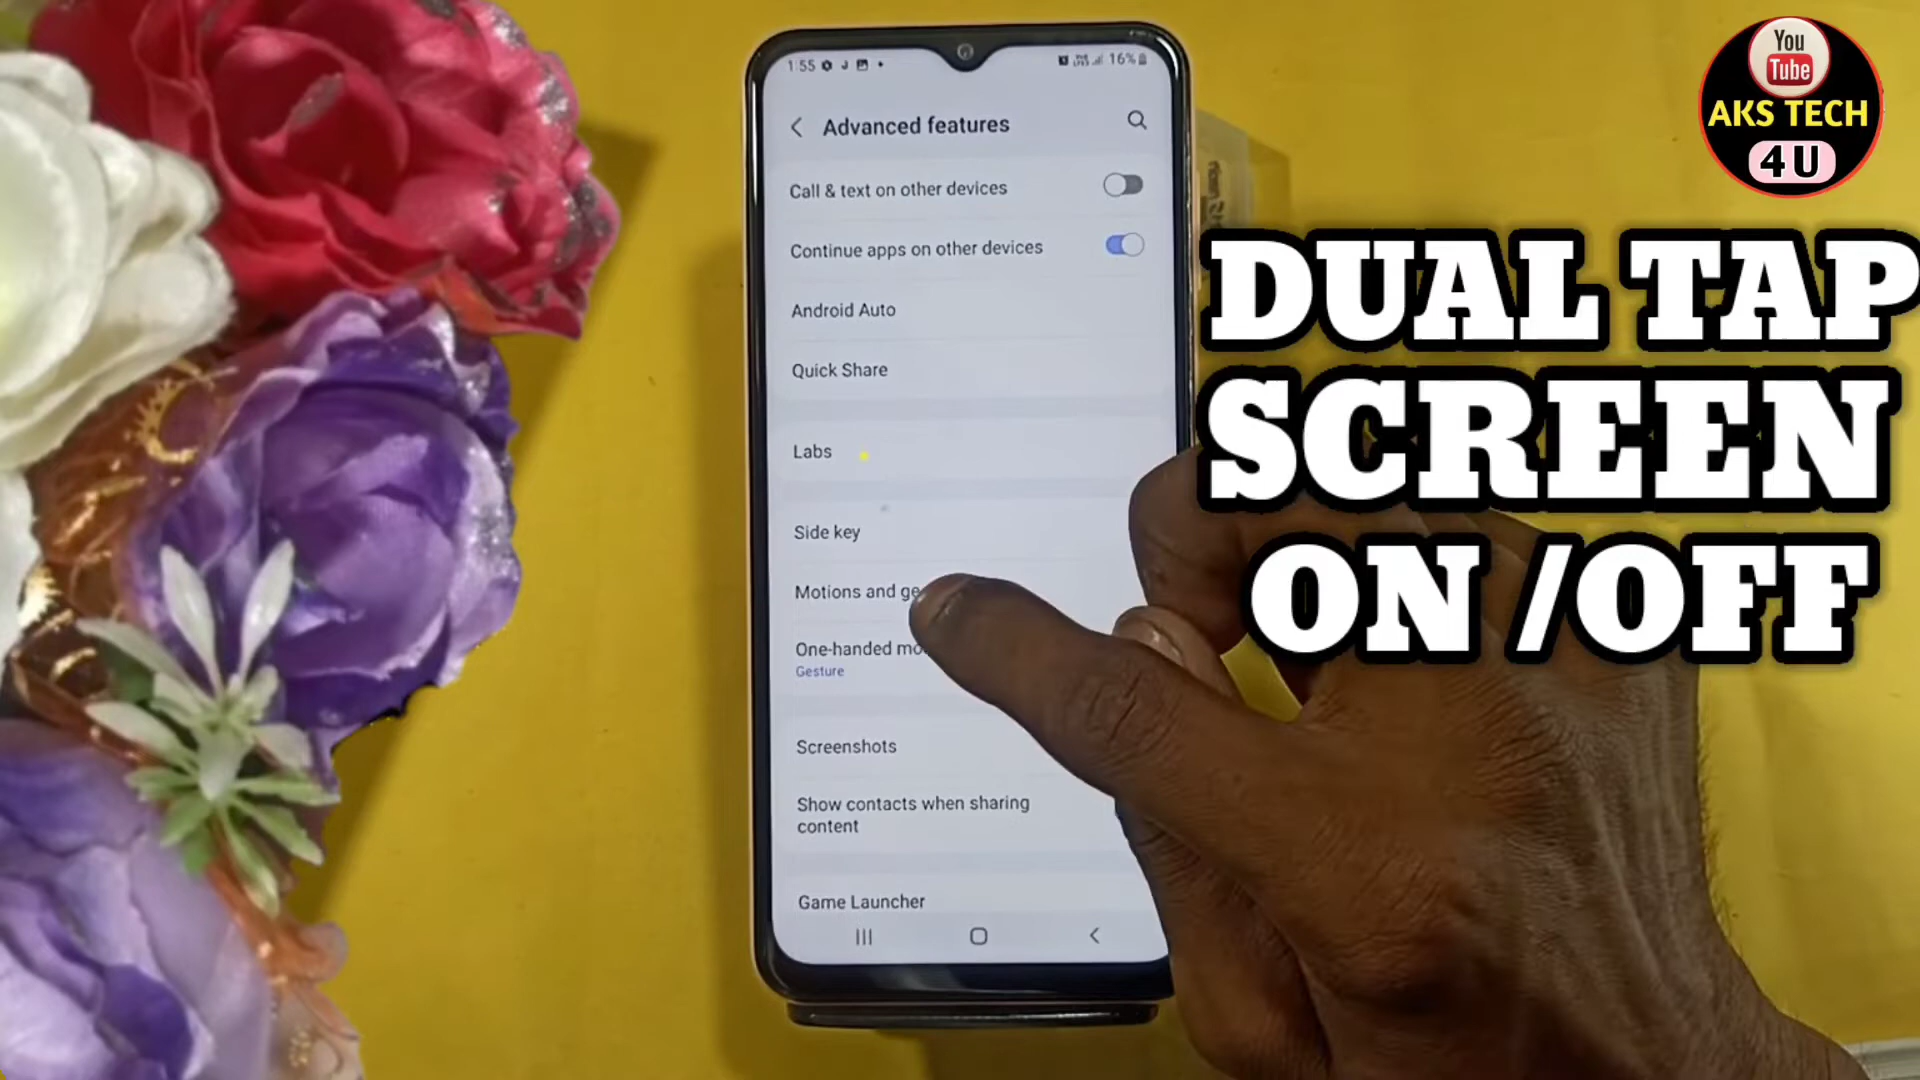 1:55
16%
Advanced features
Call & text on other devices
Continue apps on other devices
Android Auto
Quick Share
Labs
Side key
Motions and ge
One-handed mo
Gesture
Screenshots
Show contacts when sharing
content
Game Launcher
You
Tube
AKS TECH
4 U
DUAL TAP
SCREEN
ON /OFF